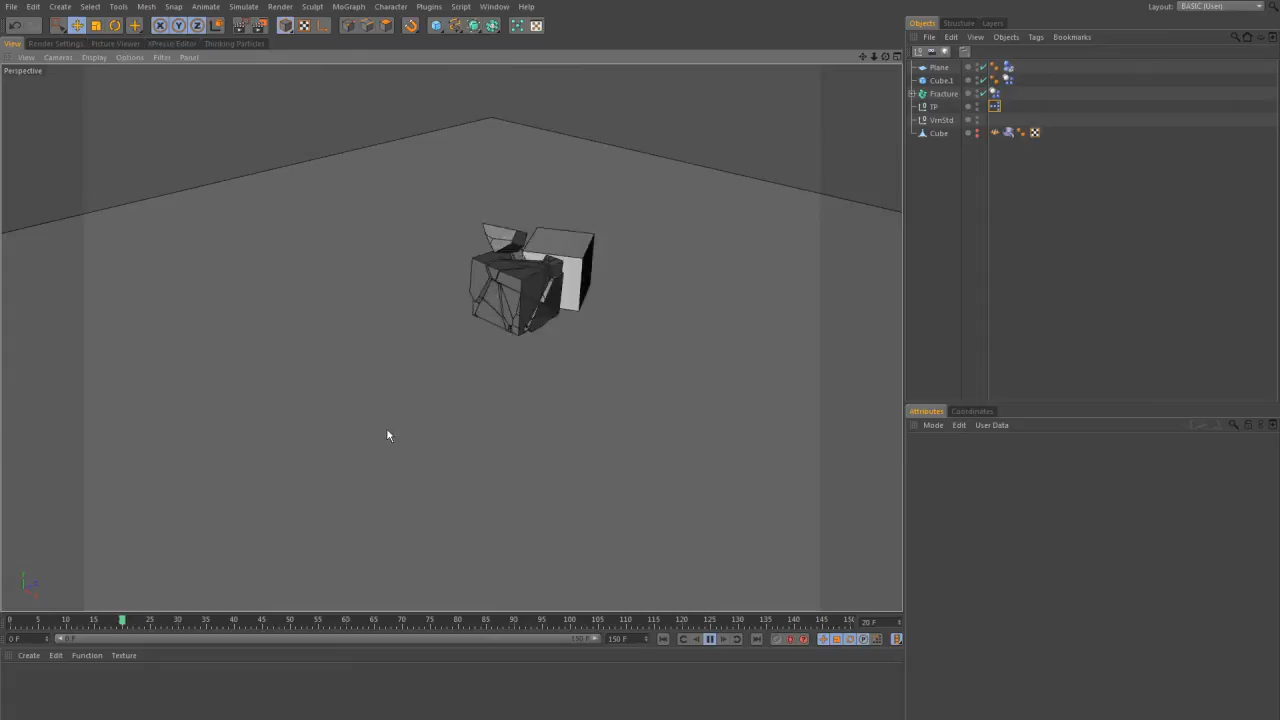 File Edit Create Select Tools Mesh Snap Animate Simulate Render Sculpt MoGraph Character Plugins Script Window Help Layout: BASIC (User)
View Render Settings Picture Viewer XPresso Editor Thinking Particles
View Cameras Display Options Filter Panel
Perspective
Objects Structure Layers
File Edit View Objects Tags Bookmarks
Plane
Cube.1
Fracture
TP
VrnStd
Cube
Attributes Coordinates
Mode Edit User Data
0 5 10 15 25 30 35 40 45 50 55 60 65 70 75 80 85 90 95 100 105 110 115 120 125 130 135 140 145 150 20 F
0 F 0 F 150 F 150 F
Create Edit Function Texture